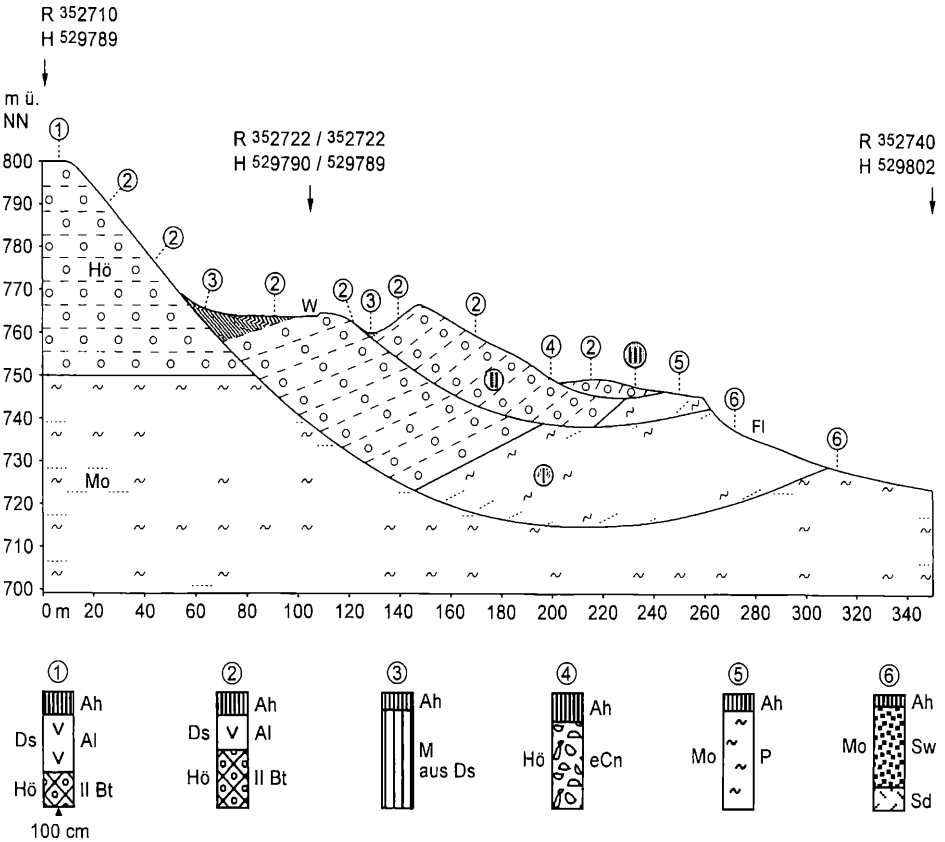 R 352710
H 529789
m ü.
NN
R 352722 / 352722
H 529790 / 529789
R 352740
H 529802
1
2
2
3
2
W
2
3
2
2
4
2
III
5
6
Fl
6
800
790
780
770
760
750
740
730
720
710
700
Hö
Mo
II
I
0 m 20 40 60 80 100 120 140 160 180 200 220 240 260 280 300 320 340
1 2 3 4 5 6
Ah Ah Ah Ah Ah Ah
Ds Al Ds Al M aus Ds Hö eCn Mo P Mo Sw
Hö II Bt Hö II Bt Sd
100 cm